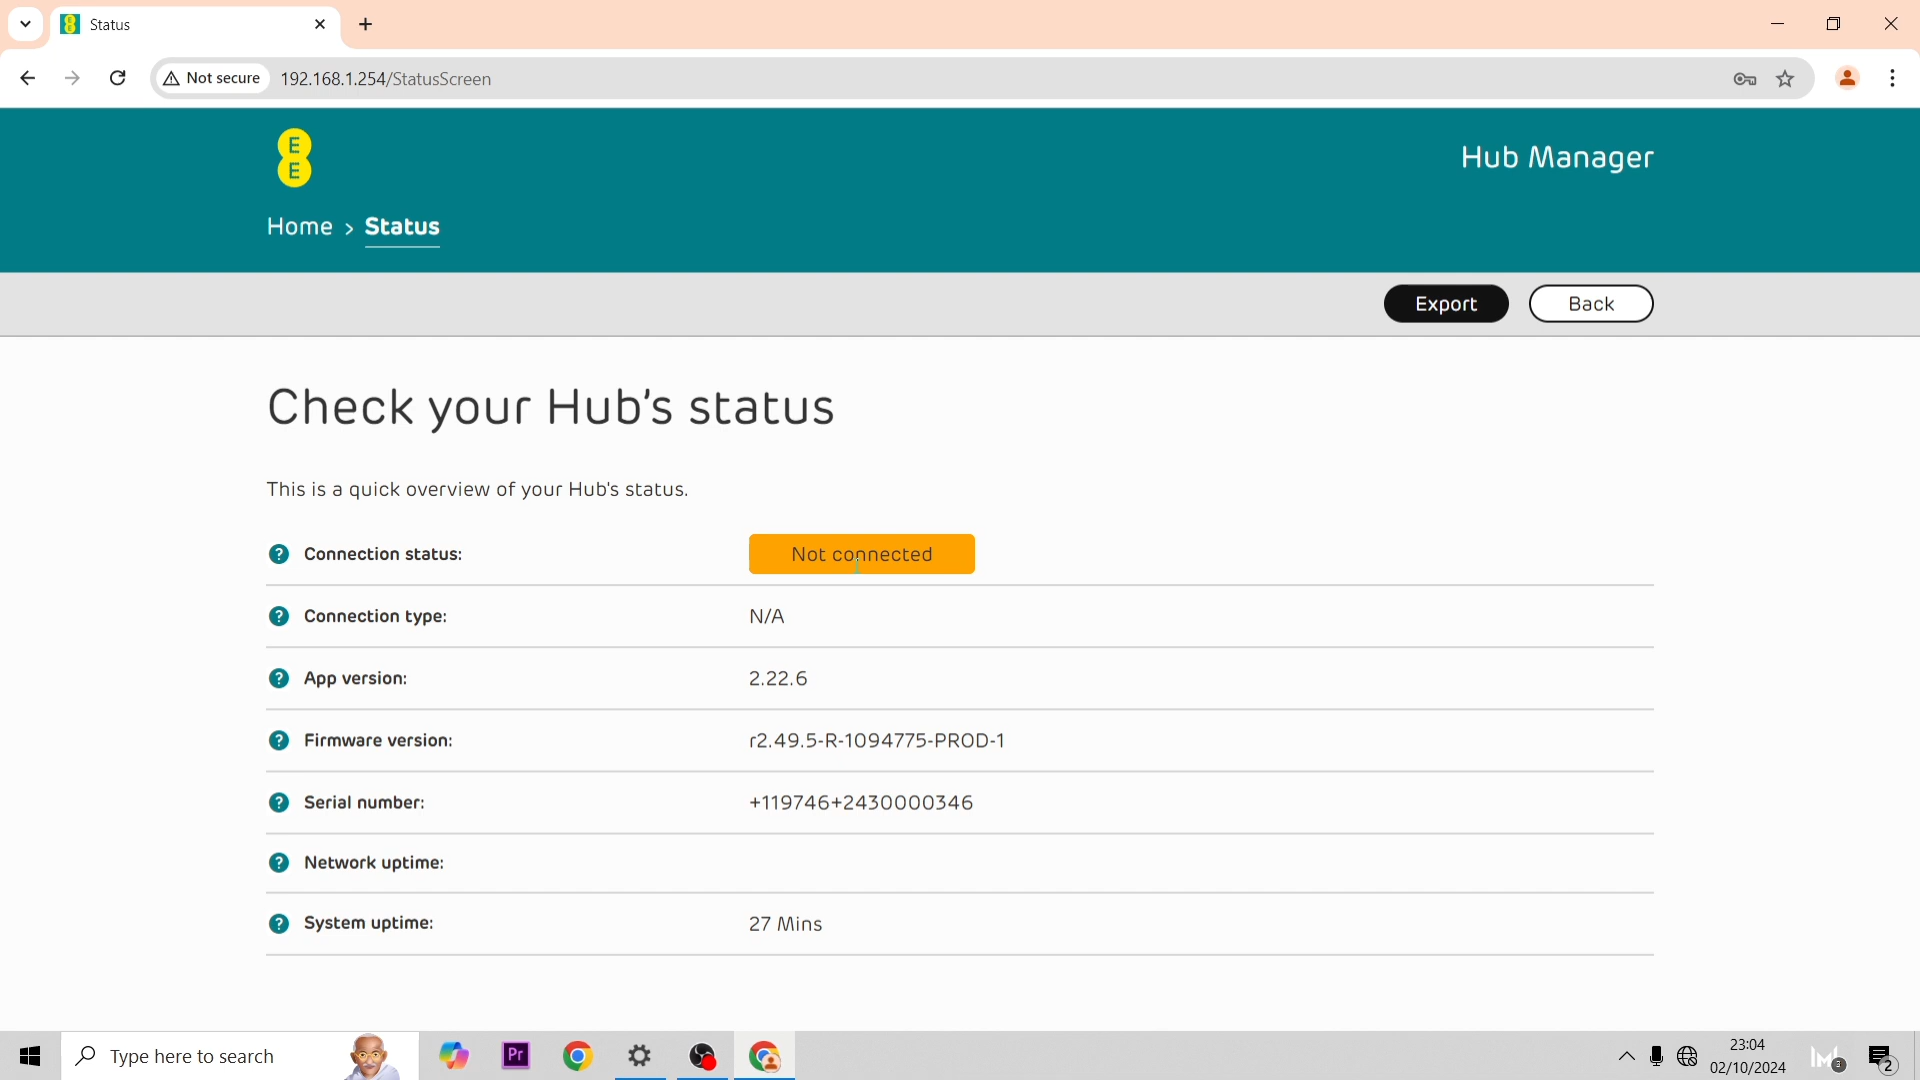 Status
Not secure
192.168.1.254/StatusScreen
E
E
Hub Manager
Home > Status
Export
Back
Check your Hub's status
This is a quick overview of your Hub's status.
? Connection status: Not connected
? Connection type: N/A
? App version: 2.22.6
? Firmware version: r2.49.5-R-1094775-PROD-1
? Serial number: +119746+2430000346
? Network uptime:
? System uptime: 27 Mins
Type here to search
Pr
23:04
02/10/2024
3
2